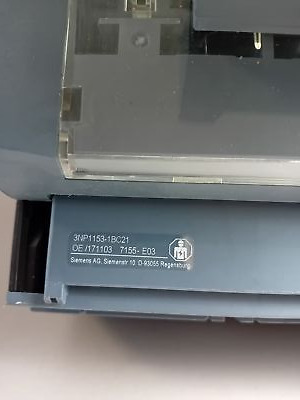 3NP1153-1BC21
OE /171103 7155- E03
Siemens AG, Siemensstr.10 D-93055 Regensburg